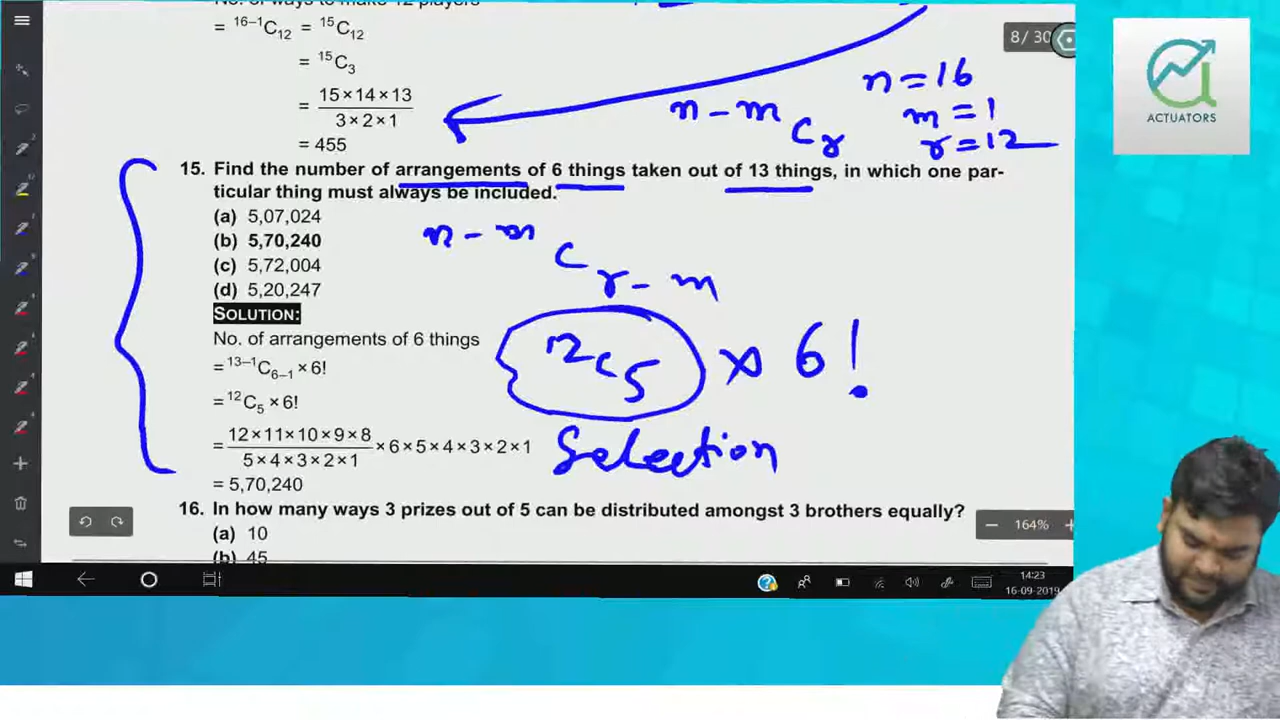 No. of ways to make 12 players
= 16–1C12 = 15C12
= 15C3
= 15×14×13
3×2×1
= 455
n – m C r
n = 16
m = 1
r = 12
8 / 30
ACTUATORS
15. Find the number of arrangements of 6 things taken out of 13 things, in which one par-
ticular thing must always be included.
(a) 5,07,024
(b) 5,70,240
(c) 5,72,004
(d) 5,20,247
n – m C r – m
SOLUTION:
No. of arrangements of 6 things
= 13–1C6–1 × 6!
= 12C5 × 6!
= 12×11×10×9×8
5×4×3×2×1
×6×5×4×3×2×1
= 5,70,240
12C5 × 6!
Selection
16. In how many ways 3 prizes out of 5 can be distributed amongst 3 brothers equally?
(a) 10
(b) 45
– 164% +
14:23
16-09-2019